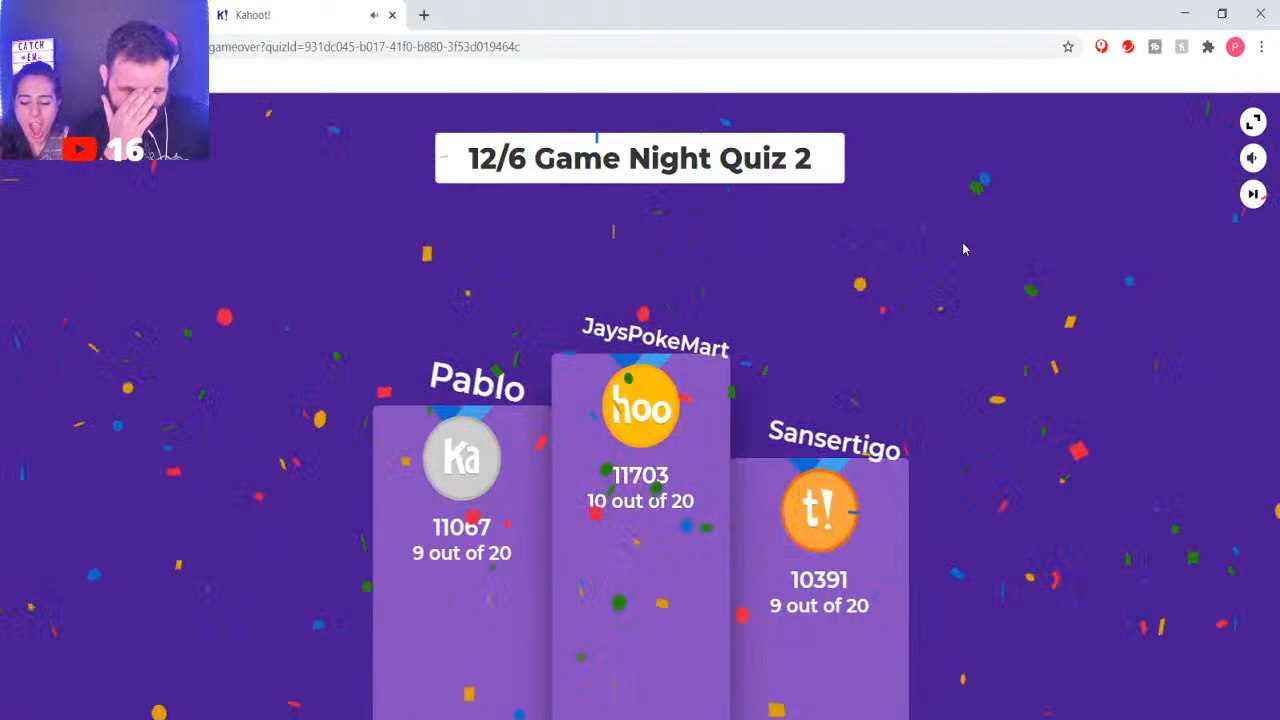 Kahoot!
gameover?quizId=931dc045-b017-41f0-b880-3f53d019464c
P
CATCH
EM
16
12/6 Game Night Quiz 2
JaysPokeMart
hoo
11703
10 out of 20
Pablo
Ka
11067
9 out of 20
Sansertigo
t!
10391
9 out of 20